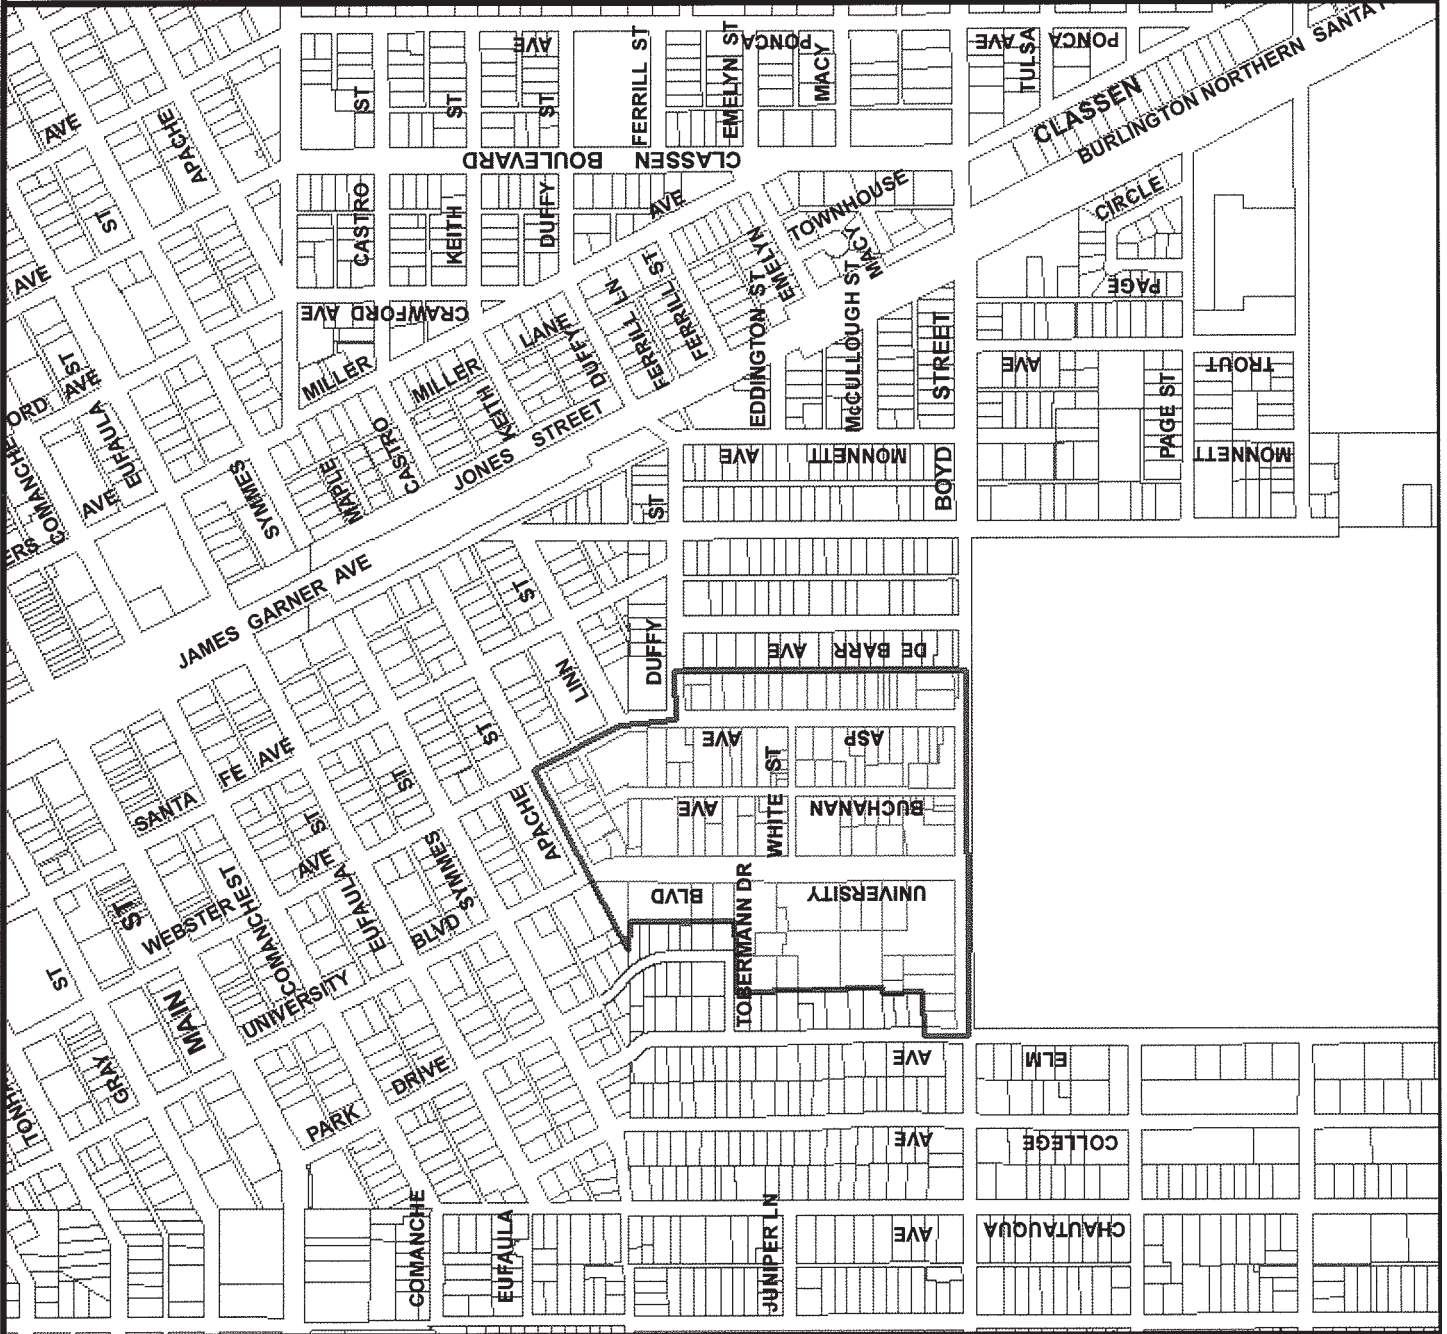 AVE
PONCA
PONCA
AVE
FERRILL ST
EMELYN ST
MACY
TULSA
BURLINGTON NORTHERN SANTA
CLASSEN
ST
ST
ST
AVE
APACHE
CLASSEN BOULEVARD
ST
CASTRO
KEITH
DUFFY
AVE
TOWNHOUSE
CIRCLE
EMELYN
MACY
AVE
CRAWFORD AVE
FERRILL LN
FERRILL ST
FERRILL
EDDINGTON ST
McCULLOUGH ST
PAGE
STREET
MILLER
MILLER
LANE
DUFFY
KEITH
AVE
TROUT
ST
AVE
EUFAULA
COMANCHE
AVE
SYMMES
MAPLE
CASTRO
JONES STREET
MONNETT AVE
BOYD
PAGE ST
MONNETT
ST
JAMES GARNER AVE
ST
LINN
DUFFY
DE BARR AVE
ST
ASP AVE
SANTA FE AVE
ST
WHITE ST
APACHE
BUCHANAN AVE
ST
AVE
SYMMES
UNIVERSITY BLVD
TOBERMANN DR
ST
WEBSTER
COMANCHE ST
EUFAULA
BLVD
ST
MAIN
UNIVERSITY
GRAY
PARK DRIVE
ELM AVE
COLLEGE AVE
COMANCHE
EUFAULA
JUNIPER LN
CHAUTAUQUA AVE